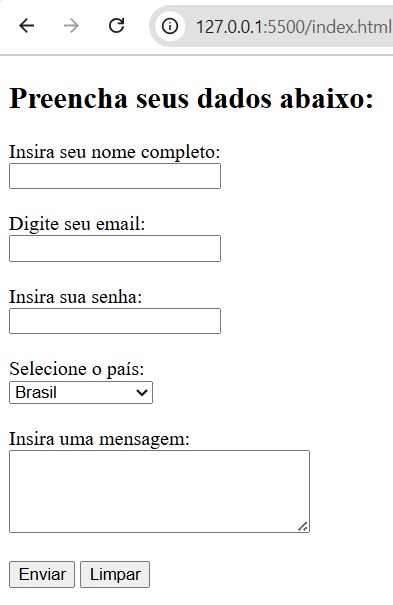 127.0.0.1:5500/index.html
Preencha seus dados abaixo:
Insira seu nome completo:
Digite seu email:
Insira sua senha:
Selecione o país:
Brasil
Insira uma mensagem:
Enviar Limpar